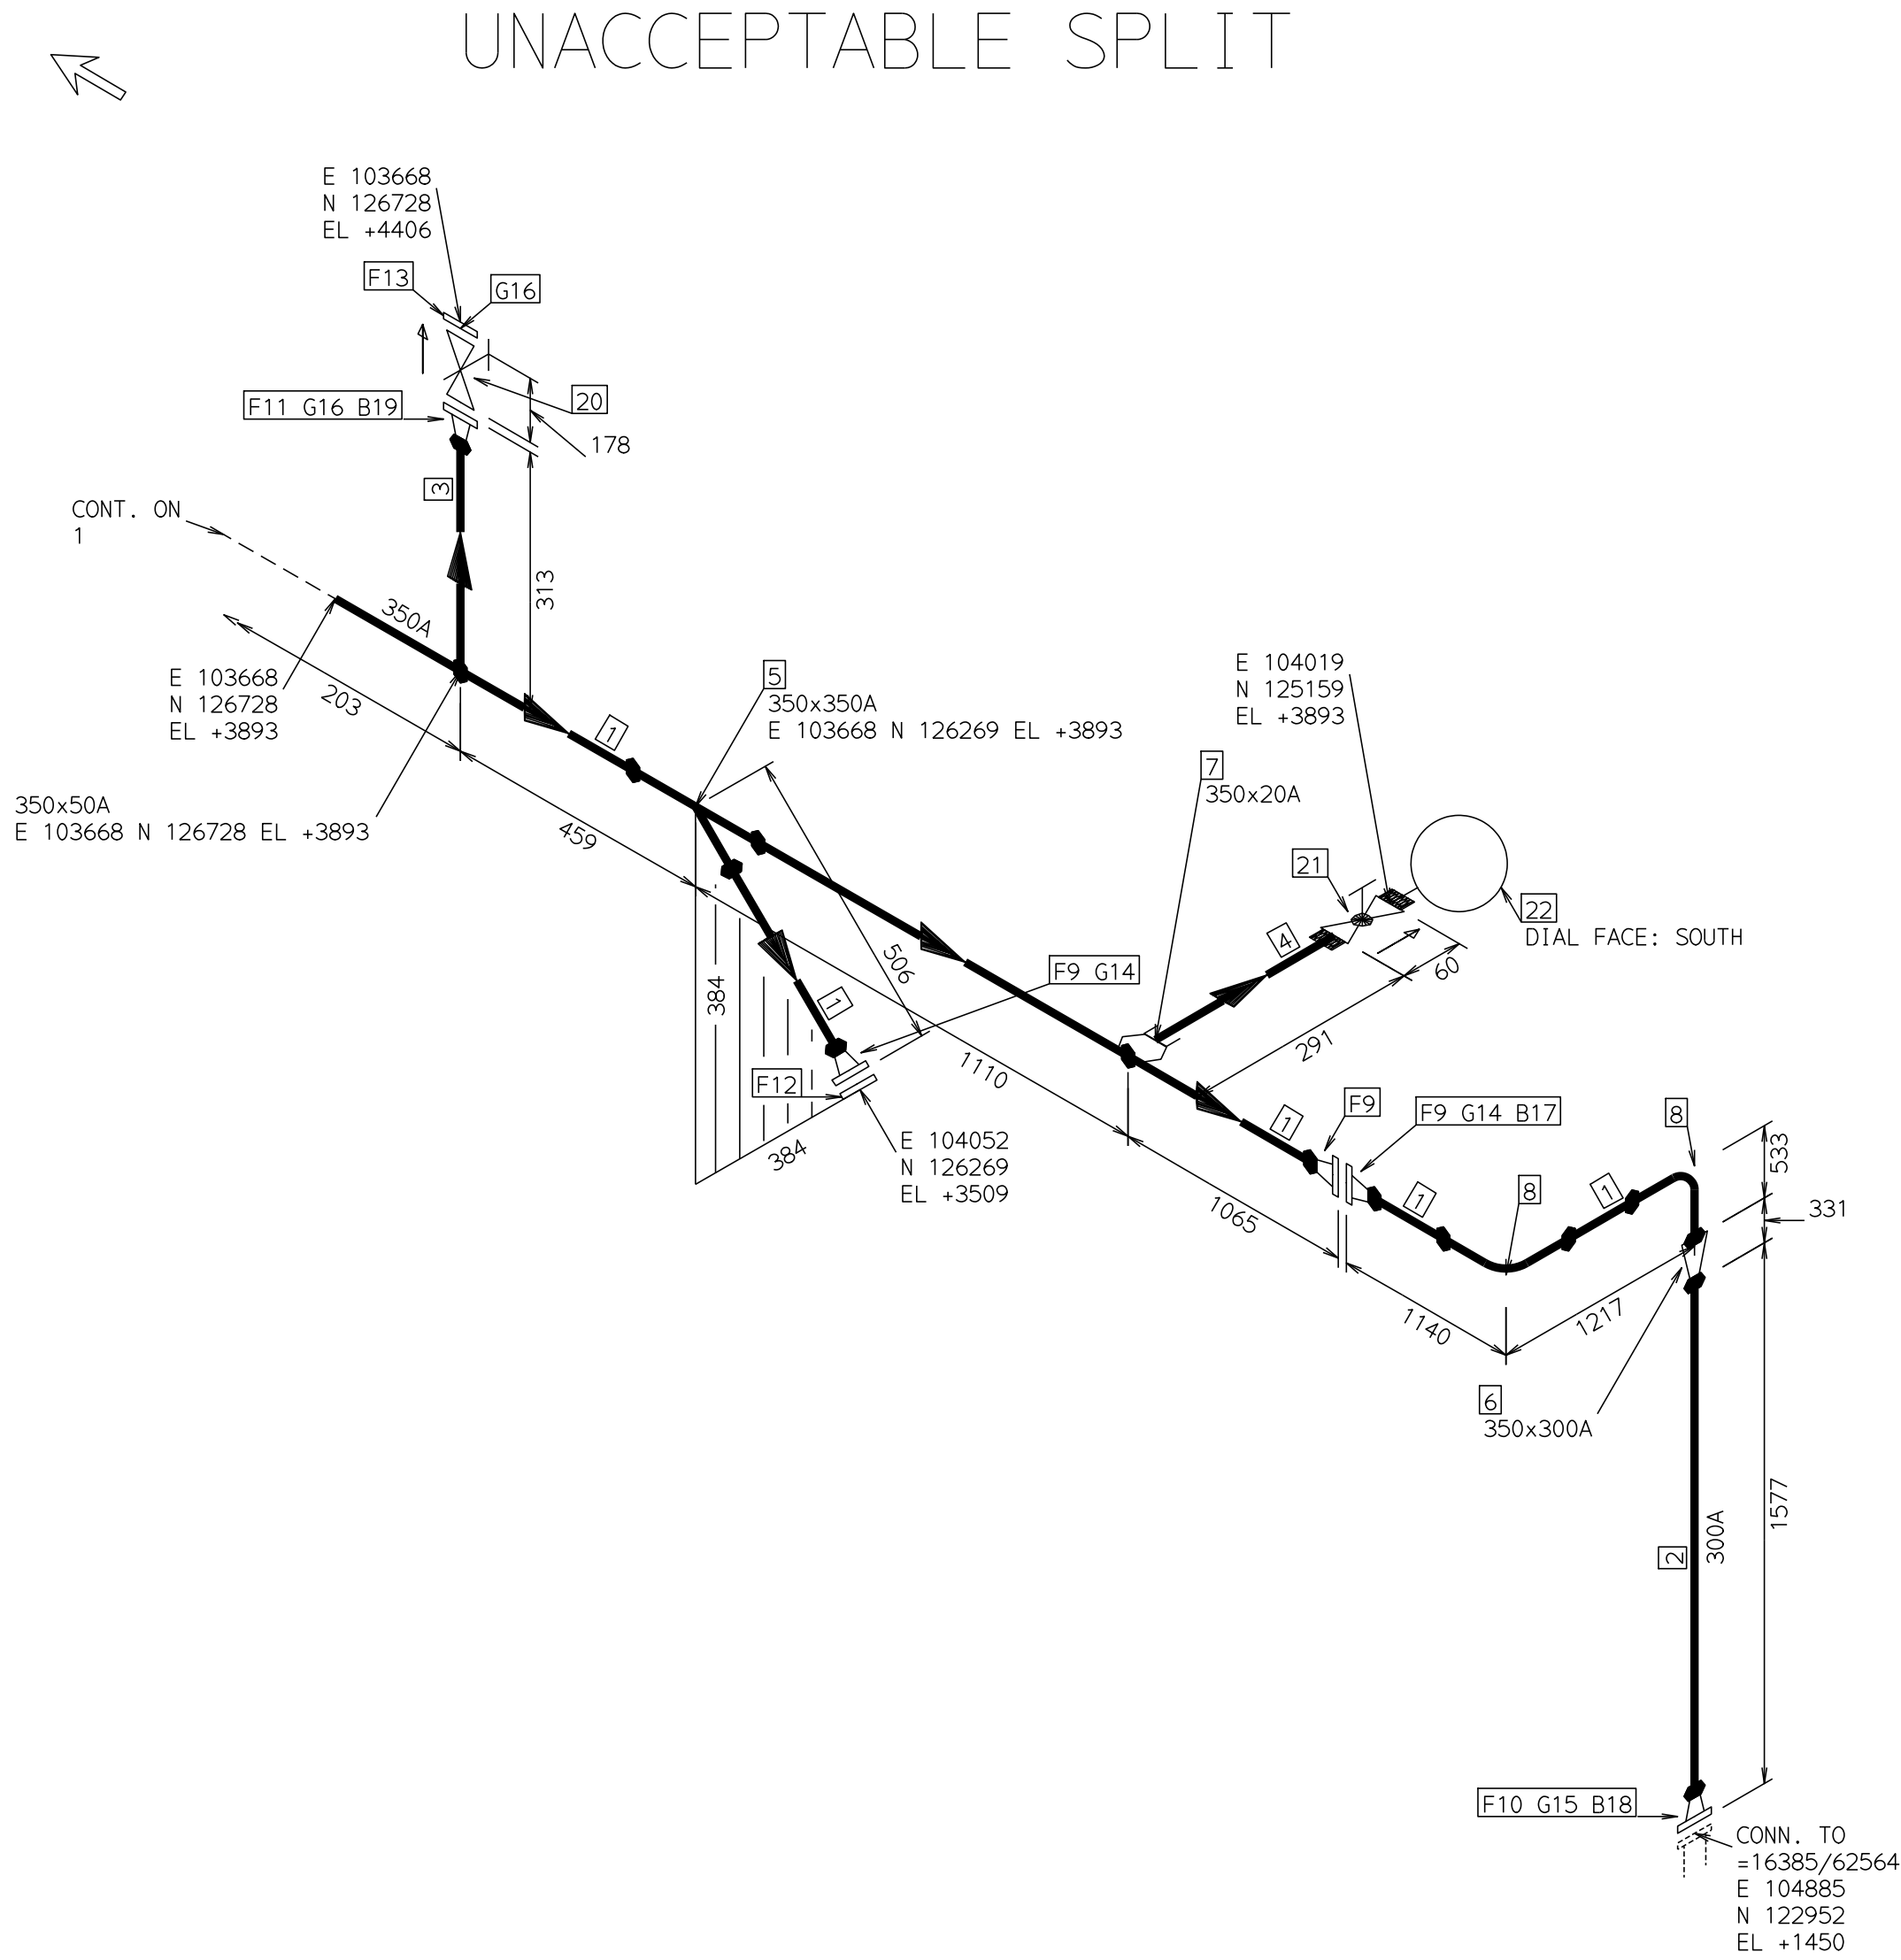 UNACCEPTABLE SPLIT
E 103668
N 126728
EL +4406
F13
G16
F11 G16 B19
20
178
3
CONT. ON
1
313
350A
E 103668
N 126728
EL +3893
203
1
5
350x350A
E 103668 N 126269 EL +3893
E 104019
N 125159
EL +3893
7
350x20A
350x50A
E 103668 N 126728 EL +3893
459
21
22
DIAL FACE: SOUTH
4
60
506
F9 G14
384
1
291
1110
F12
384
E 104052
N 126269
EL +3509
1
F9
F9 G14 B17
8
533
1
8
1
331
1065
1140
1217
6
350x300A
1577
300A
2
F10 G15 B18
CONN. TO
=16385/62564
E 104885
N 122952
EL +1450